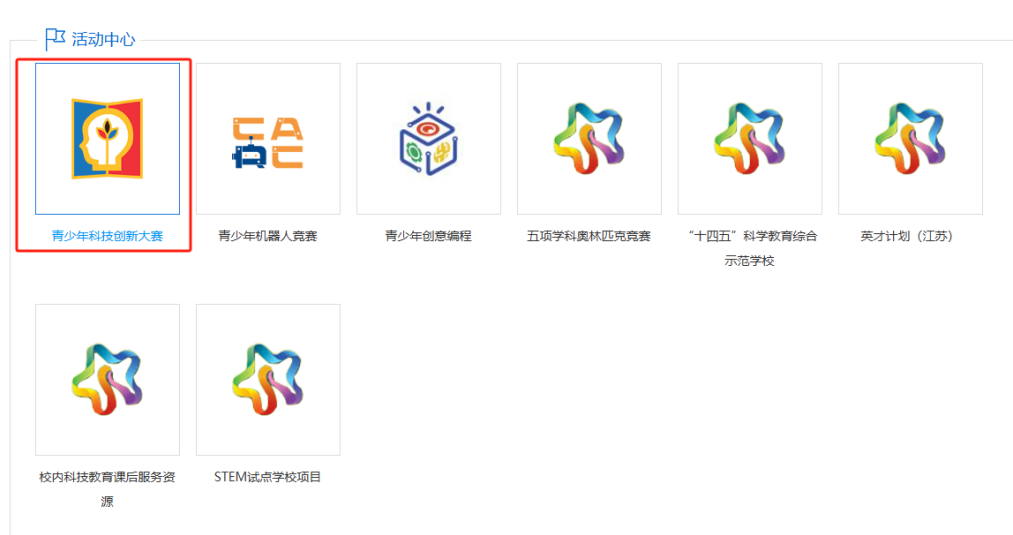 活动中心
CARC
青少年科技创新大赛
青少年机器人竞赛
青少年创意编程
五项学科奥林匹克竞赛
“十四五”科学教育综合
示范学校
英才计划（江苏）
校内科技教育课后服务资
源
STEM试点学校项目